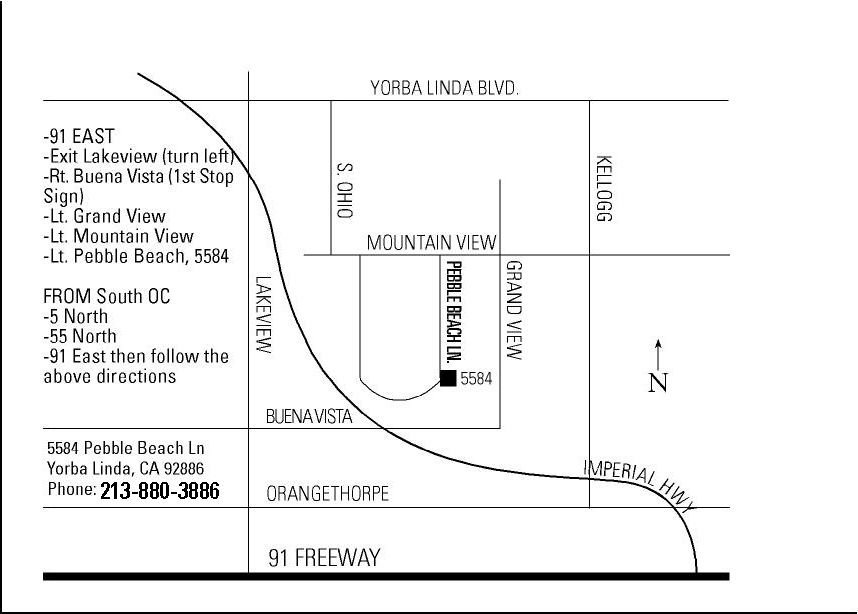 YORBA LINDA BLVD.
-91 EAST
-Exit Lakeview (turn left)
-Rt. Buena Vista (1st Stop
Sign)
-Lt. Grand View
-Lt. Mountain View
-Lt. Pebble Beach, 5584
FROM South OC
-5 North
-55 North
-91 East then follow the
above directions
5584 Pebble Beach Ln
Yorba Linda, CA 92886
Phone: 213-880-3886
S. OHIO
KELLOGG
MOUNTAIN VIEW
LAKEVIEW
PEBBLE BEACH LN.
GRAND VIEW
5584
N
BUENA VISTA
IMPERIAL HWY
ORANGETHORPE
91 FREEWAY